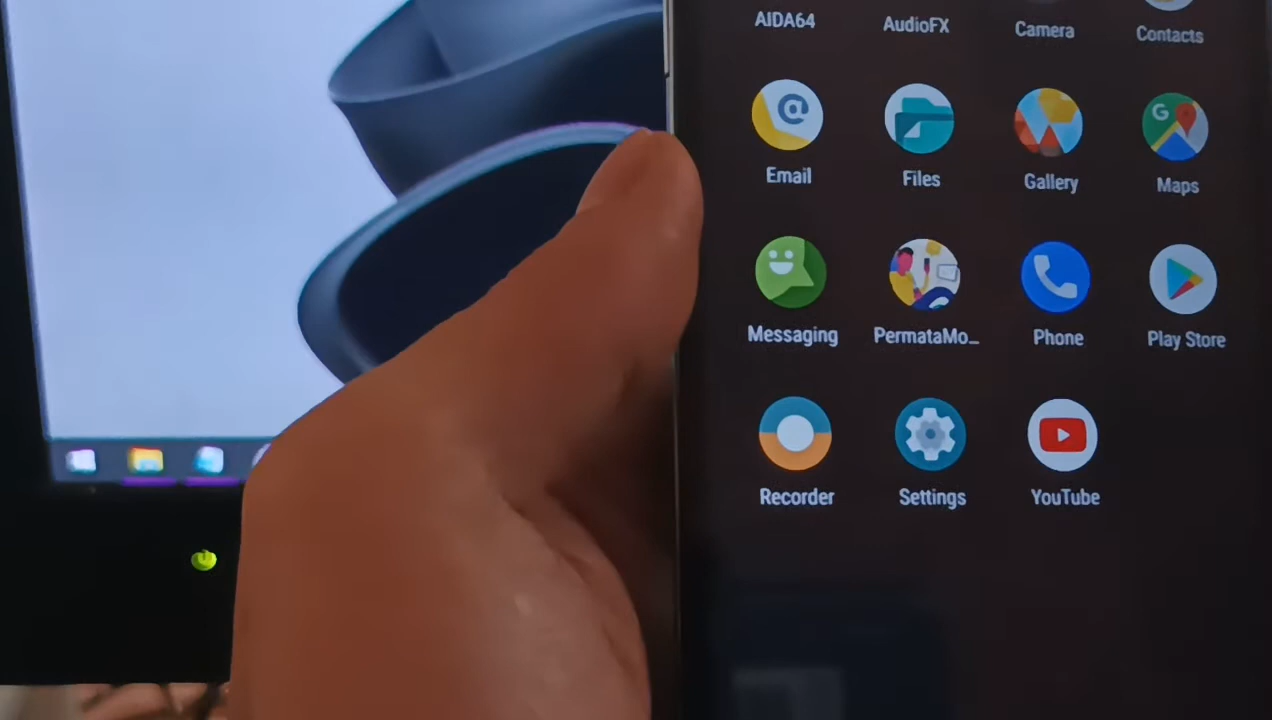 AIDA64 AudioFX Camera Contacts
Email Files Gallery Maps
Messaging PermataMo... Phone Play Store
Recorder Settings YouTube